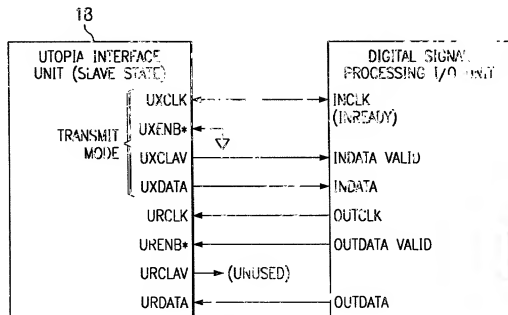 18
UTOPIA INTERFACE
UNIT (SLAVE STATE)
DIGITAL SIGNAL
PROCESSING I/O UNIT
TRANSMIT
MODE
UXCLK
INCLK
(INREADY)
UXENB*
UXCLAV
INDATA VALID
UXDATA
INDATA
URCLK
OUTCLK
URENB*
OUTDATA VALID
URCLAV
(UNUSED)
URDATA
OUTDATA